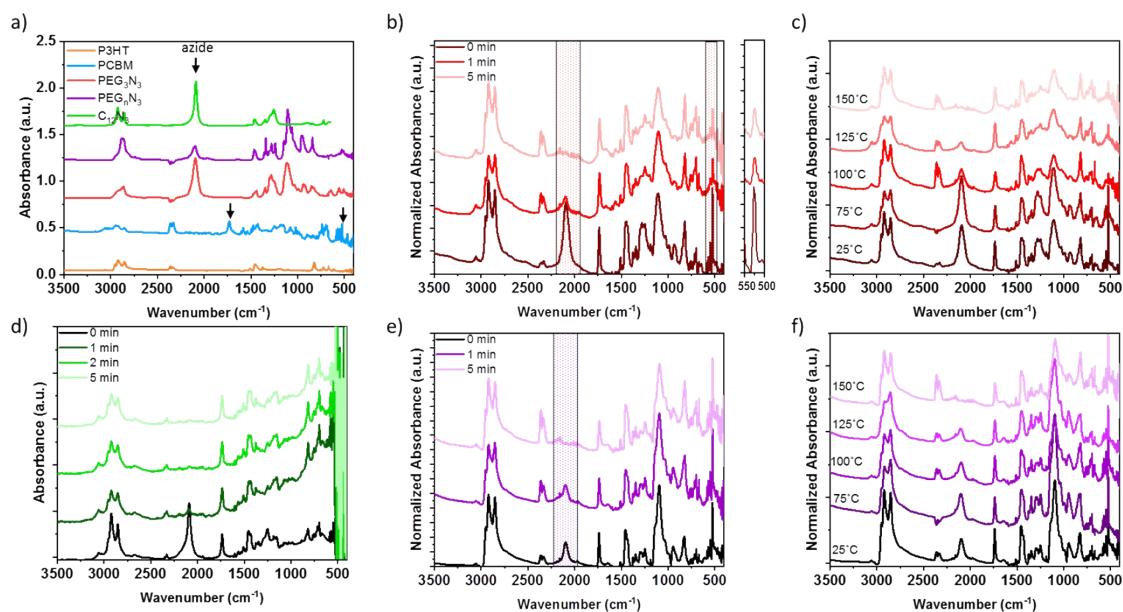 a)
2.5
2.0
1.5
1.0
0.5
0.0
Absorbance (a.u.)
P3HT
PCBM
PEG₃N₃
PEGₙN₃
C₁₂N₃
azide
3500 3000 2500 2000 1500 1000 500
Wavenumber (cm⁻¹)
b)
Normalized Absorbance (a.u.)
0 min
1 min
5 min
3500 3000 2500 2000 1500 1000 500
550 500
Wavenumber (cm⁻¹)
c)
Normalized Absorbance (a.u.)
150°C
125°C
100°C
75°C
25°C
3500 3000 2500 2000 1500 1000 500
Wavenumber (cm⁻¹)
d)
Absorbance (a.u.)
0 min
1 min
2 min
5 min
3500 3000 2500 2000 1500 1000 500
Wavenumber (cm⁻¹)
e)
Normalized Absorbance (a.u.)
0 min
1 min
5 min
3500 3000 2500 2000 1500 1000 500
Wavenumber (cm⁻¹)
f)
Normalized Absorbance (a.u.)
150°C
125°C
100°C
75°C
25°C
3500 3000 2500 2000 1500 1000 500
Wavenumber (cm⁻¹)